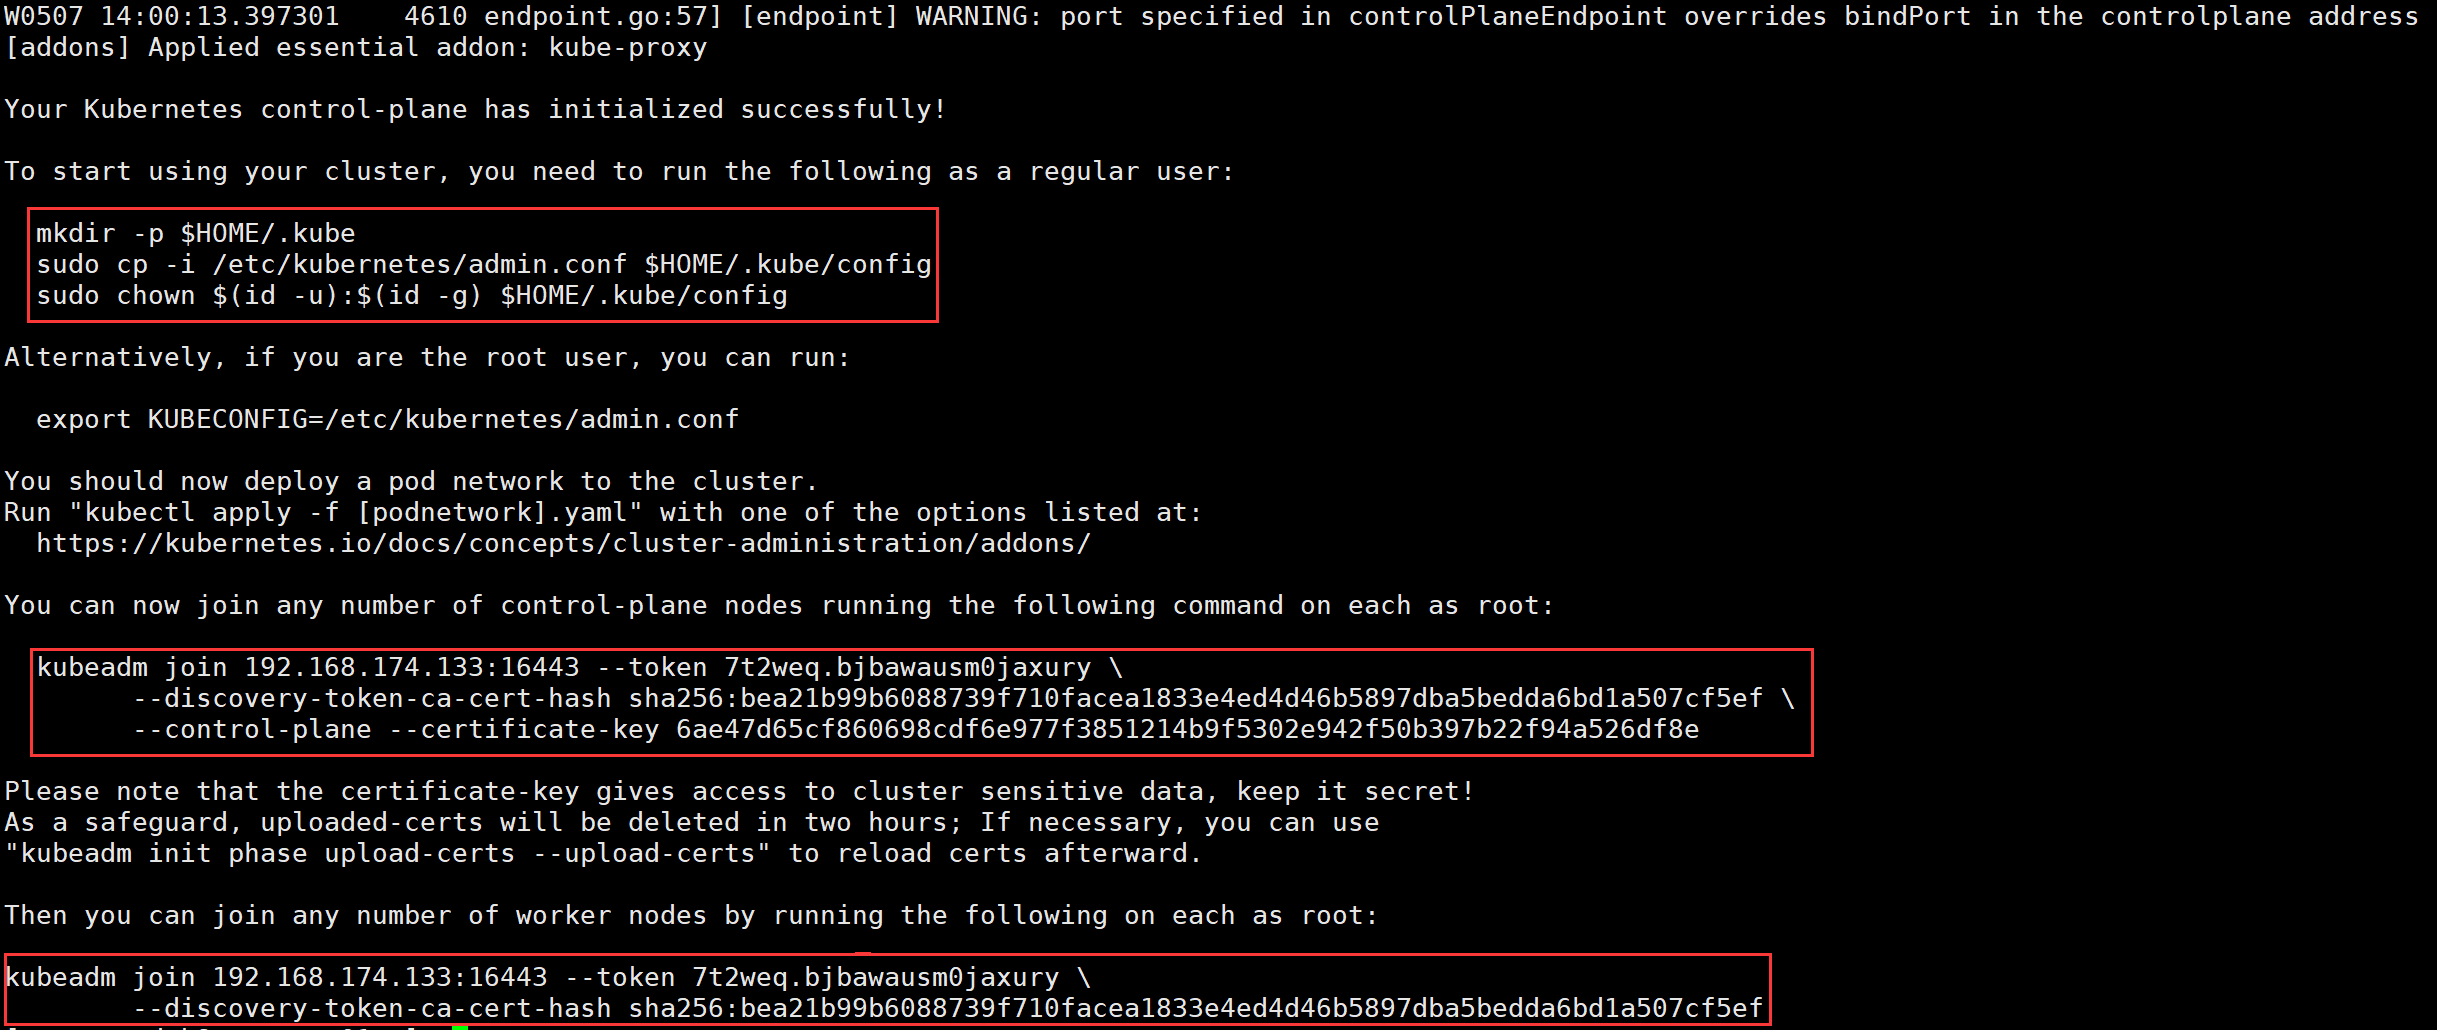 W0507 14:00:13.397301    4610 endpoint.go:57] [endpoint] WARNING: port specified in controlPlaneEndpoint overrides bindPort in the controlplane address
[addons] Applied essential addon: kube-proxy
Your Kubernetes control-plane has initialized successfully!
To start using your cluster, you need to run the following as a regular user:
mkdir -p $HOME/.kube
sudo cp -i /etc/kubernetes/admin.conf $HOME/.kube/config
sudo chown $(id -u):$(id -g) $HOME/.kube/config
Alternatively, if you are the root user, you can run:
export KUBECONFIG=/etc/kubernetes/admin.conf
You should now deploy a pod network to the cluster.
Run "kubectl apply -f [podnetwork].yaml" with one of the options listed at:
https://kubernetes.io/docs/concepts/cluster-administration/addons/
You can now join any number of control-plane nodes running the following command on each as root:
kubeadm join 192.168.174.133:16443 --token 7t2weq.bjbawausm0jaxury \
--discovery-token-ca-cert-hash sha256:bea21b99b6088739f710facea1833e4ed4d46b5897dba5bedda6bd1a507cf5ef \
--control-plane --certificate-key 6ae47d65cf860698cdf6e977f3851214b9f5302e942f50b397b22f94a526df8e
Please note that the certificate-key gives access to cluster sensitive data, keep it secret!
As a safeguard, uploaded-certs will be deleted in two hours; If necessary, you can use
"kubeadm init phase upload-certs --upload-certs" to reload certs afterward.
Then you can join any number of worker nodes by running the following on each as root:
kubeadm join 192.168.174.133:16443 --token 7t2weq.bjbawausm0jaxury \
--discovery-token-ca-cert-hash sha256:bea21b99b6088739f710facea1833e4ed4d46b5897dba5bedda6bd1a507cf5ef